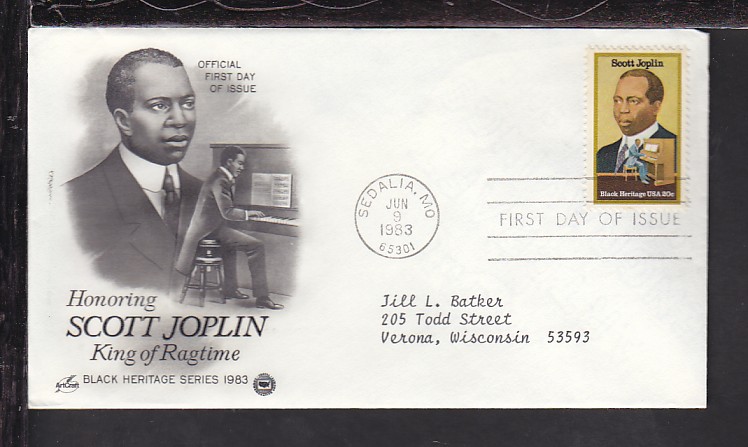 OFFICIAL
FIRST DAY
OF ISSUE
Honoring
SCOTT JOPLIN
King of Ragtime
ArtCraft
BLACK HERITAGE SERIES 1983
SEDALIA, MO
JUN
9
1983
65301
Scott Joplin
Black Heritage USA 20c
FIRST DAY OF ISSUE
Jill L. Batker
205 Todd Street
Verona, Wisconsin 53593